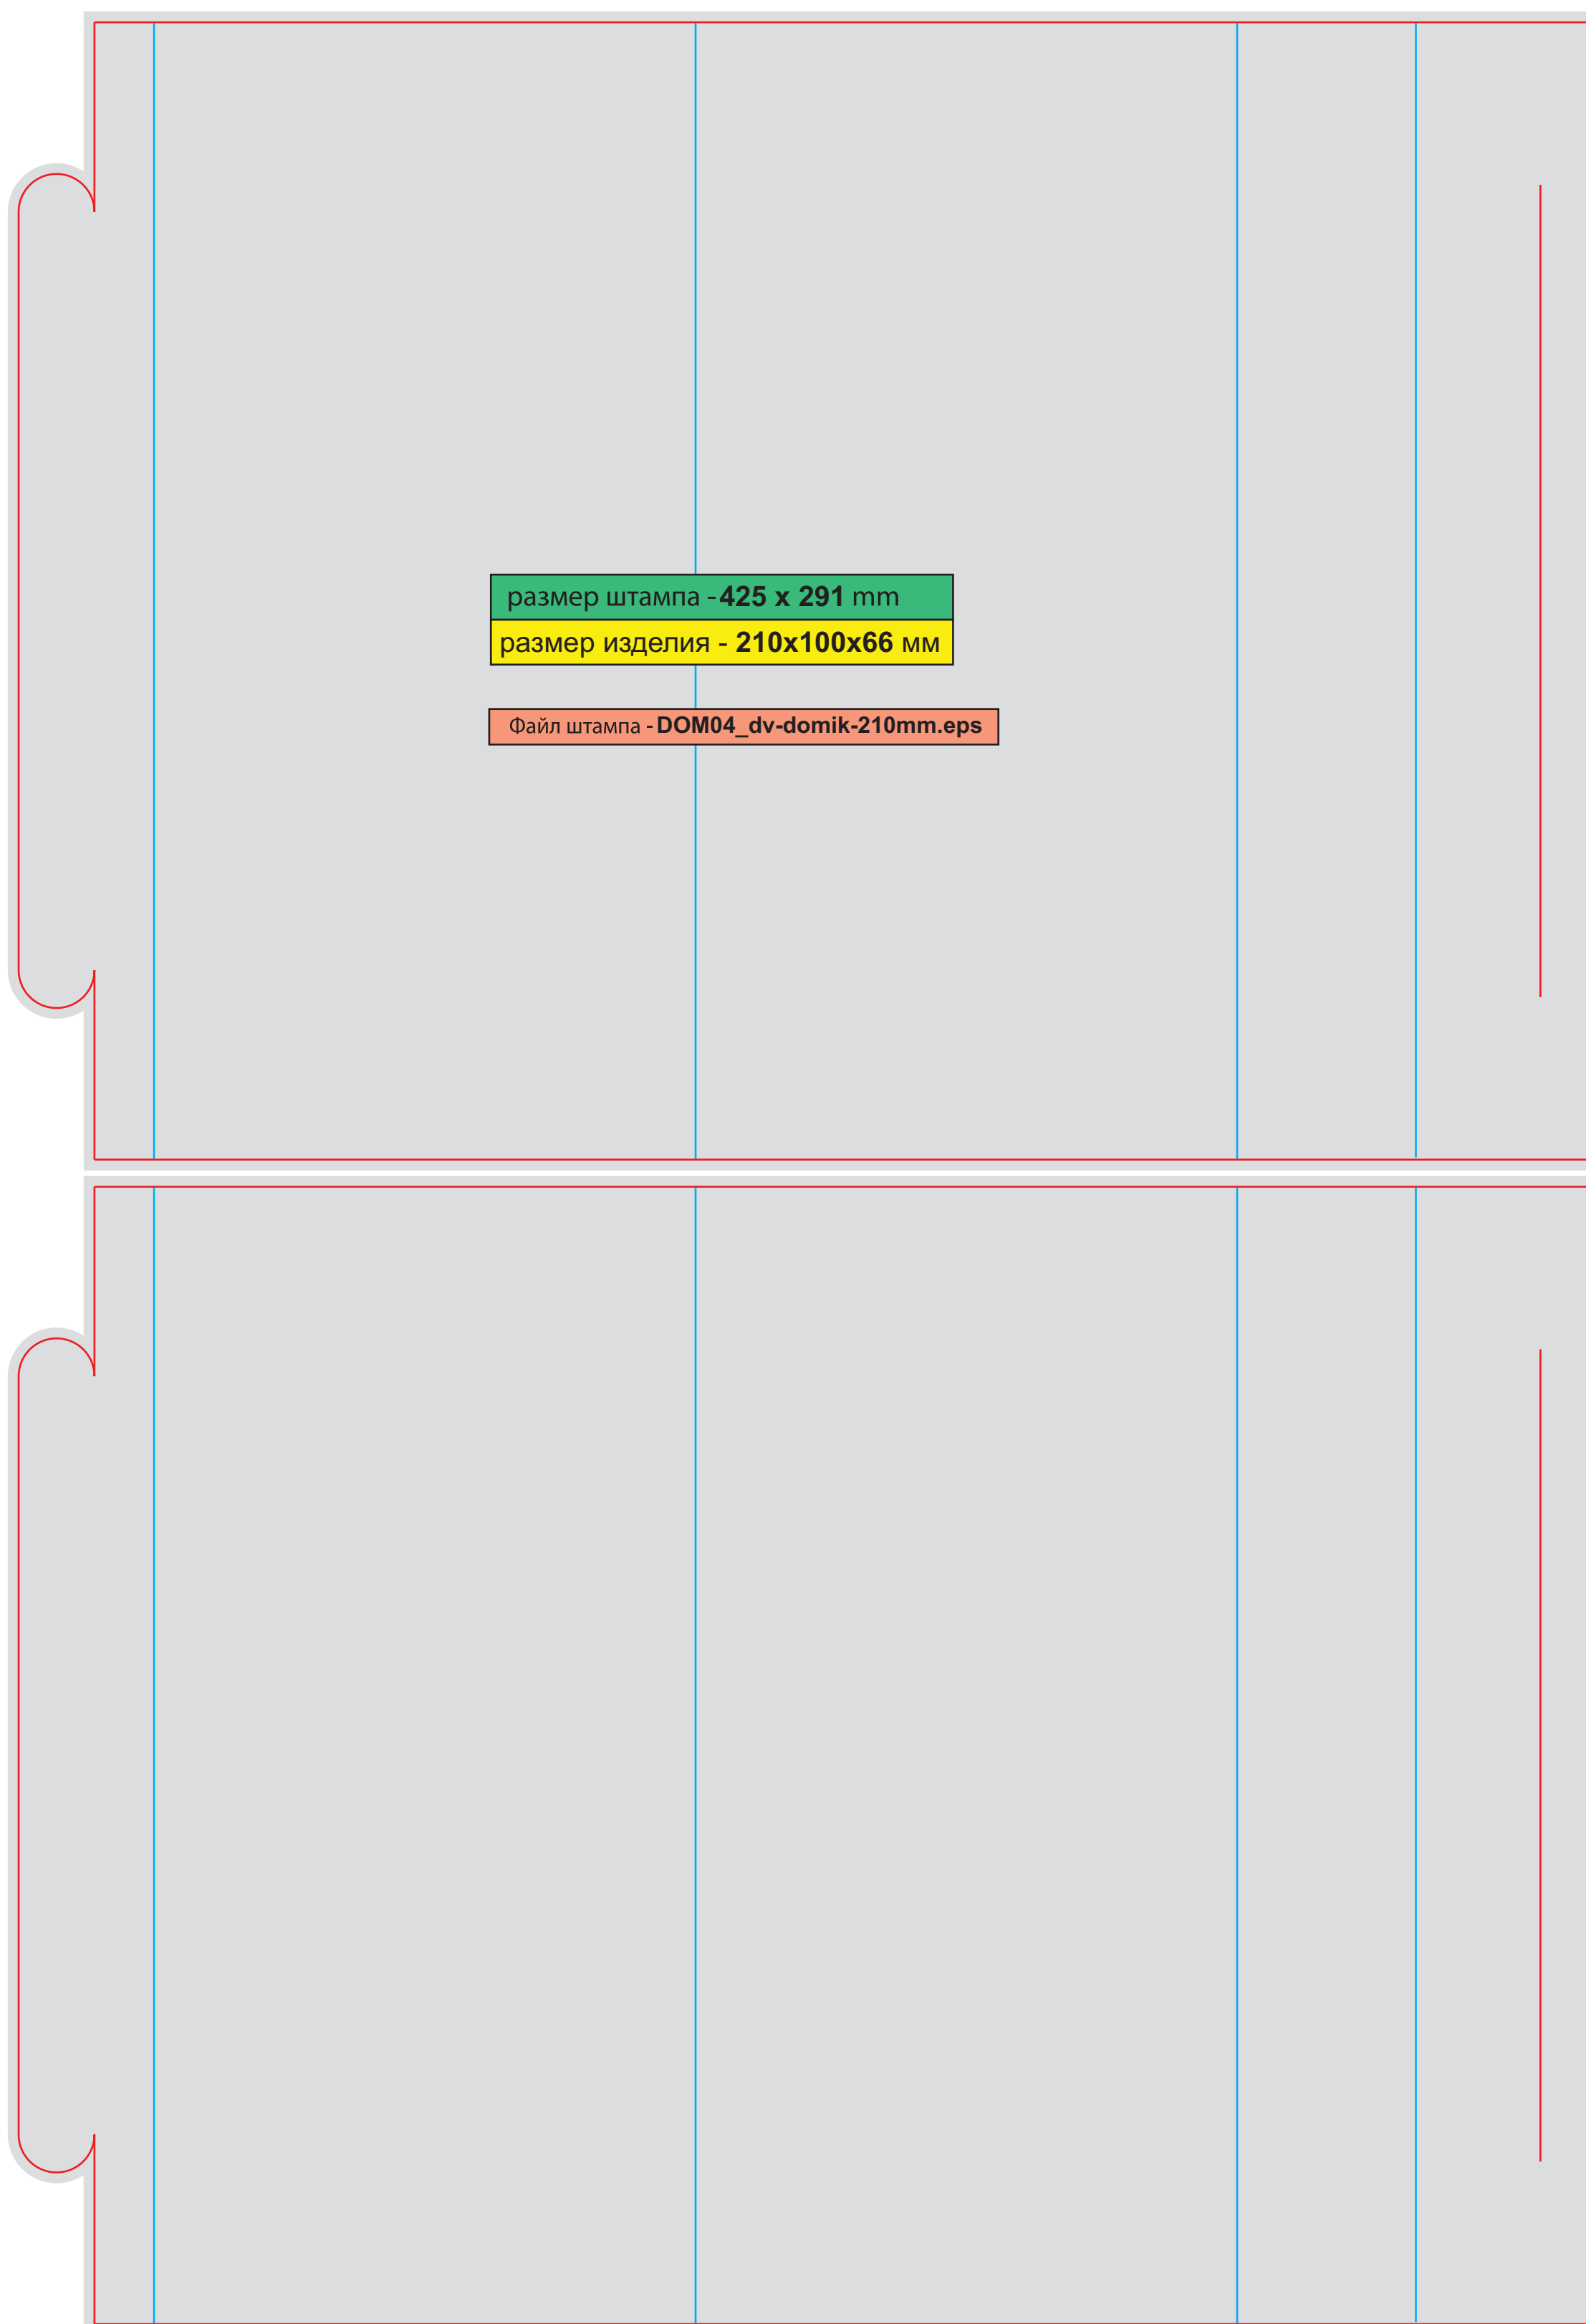 размер штампа - 425 x 291 mm
размер изделия - 210x100x66 мм
Файл штампа - DOM04_dv-domik-210mm.eps